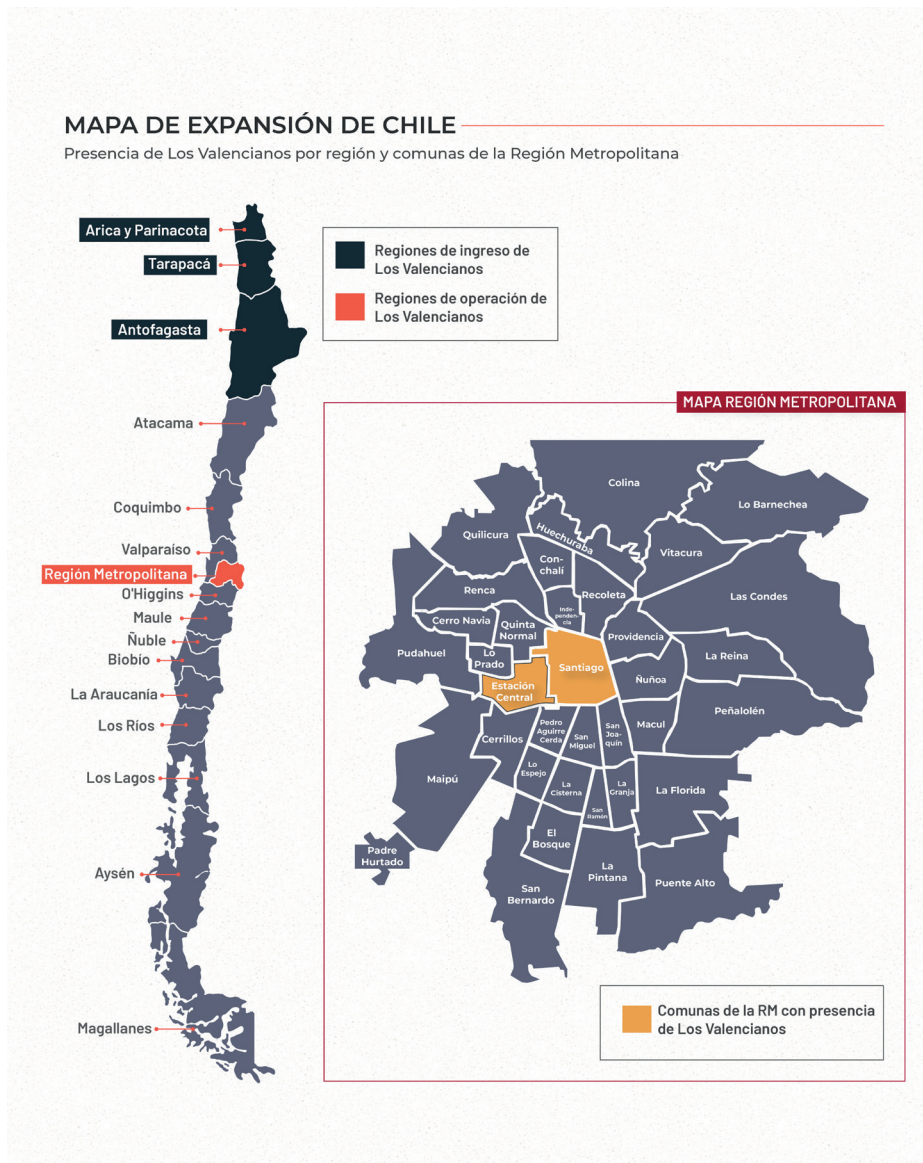 MAPA DE EXPANSIÓN DE CHILE
Presencia de Los Valencianos por región y comunas de la Región Metropolitana
Arica y Parinacota
Tarapacá
Antofagasta
Atacama
Coquimbo
Valparaíso
Región Metropolitana
O'Higgins
Maule
Ñuble
Biobío
La Araucanía
Los Ríos
Los Lagos
Aysén
Magallanes
Regiones de ingreso de
Los Valencianos
Regiones de operación de
Los Valencianos
MAPA REGIÓN METROPOLITANA
Colina
Lo Barnechea
Quilicura
Huechuraba
Vitacura
Con-
chalí
Renca
Recoleta
Las Condes
Inde-
penden-
cia
Cerro Navia
Quinta
Normal
Providencia
Pudahuel
Lo
Prado
Santiago
La Reina
Ñuñoa
Estación
Central
Peñalolén
Cerrillos
Pedro
Aguirre
Cerda
San
Miguel
San
Joa-
quín
Macul
Maipú
Lo
Espejo
La
Cisterna
San
Ramón
La
Granja
La Florida
El
Bosque
Padre
Hurtado
La
Pintana
Puente Alto
San
Bernardo
Comunas de la RM con presencia
de Los Valencianos